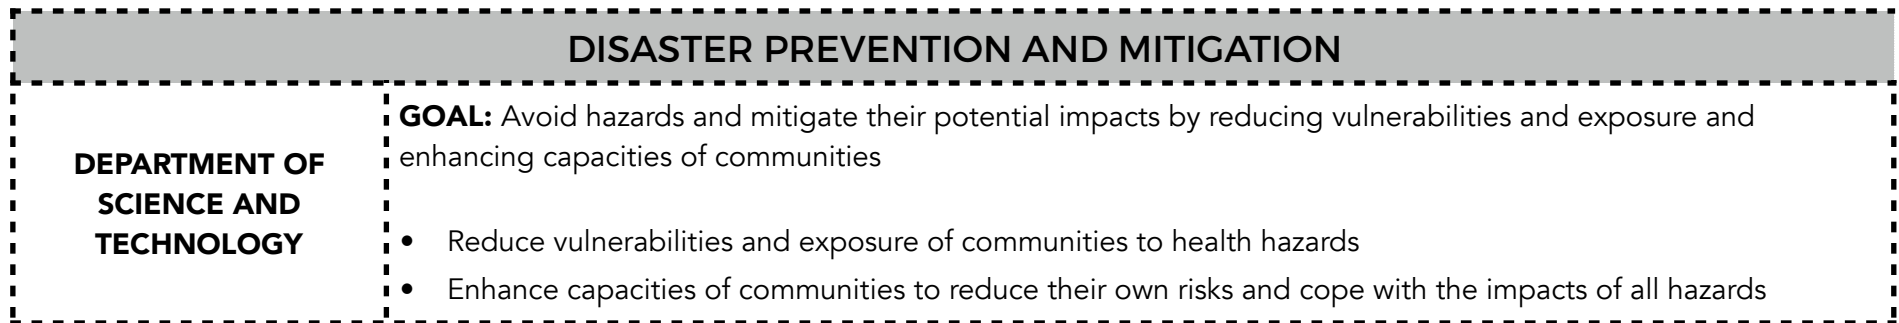 DISASTER PREVENTION AND MITIGATION
DEPARTMENT OF
SCIENCE AND
TECHNOLOGY
GOAL: Avoid hazards and mitigate their potential impacts by reducing vulnerabilities and exposure and
enhancing capacities of communities
• Reduce vulnerabilities and exposure of communities to health hazards
• Enhance capacities of communities to reduce their own risks and cope with the impacts of all hazards